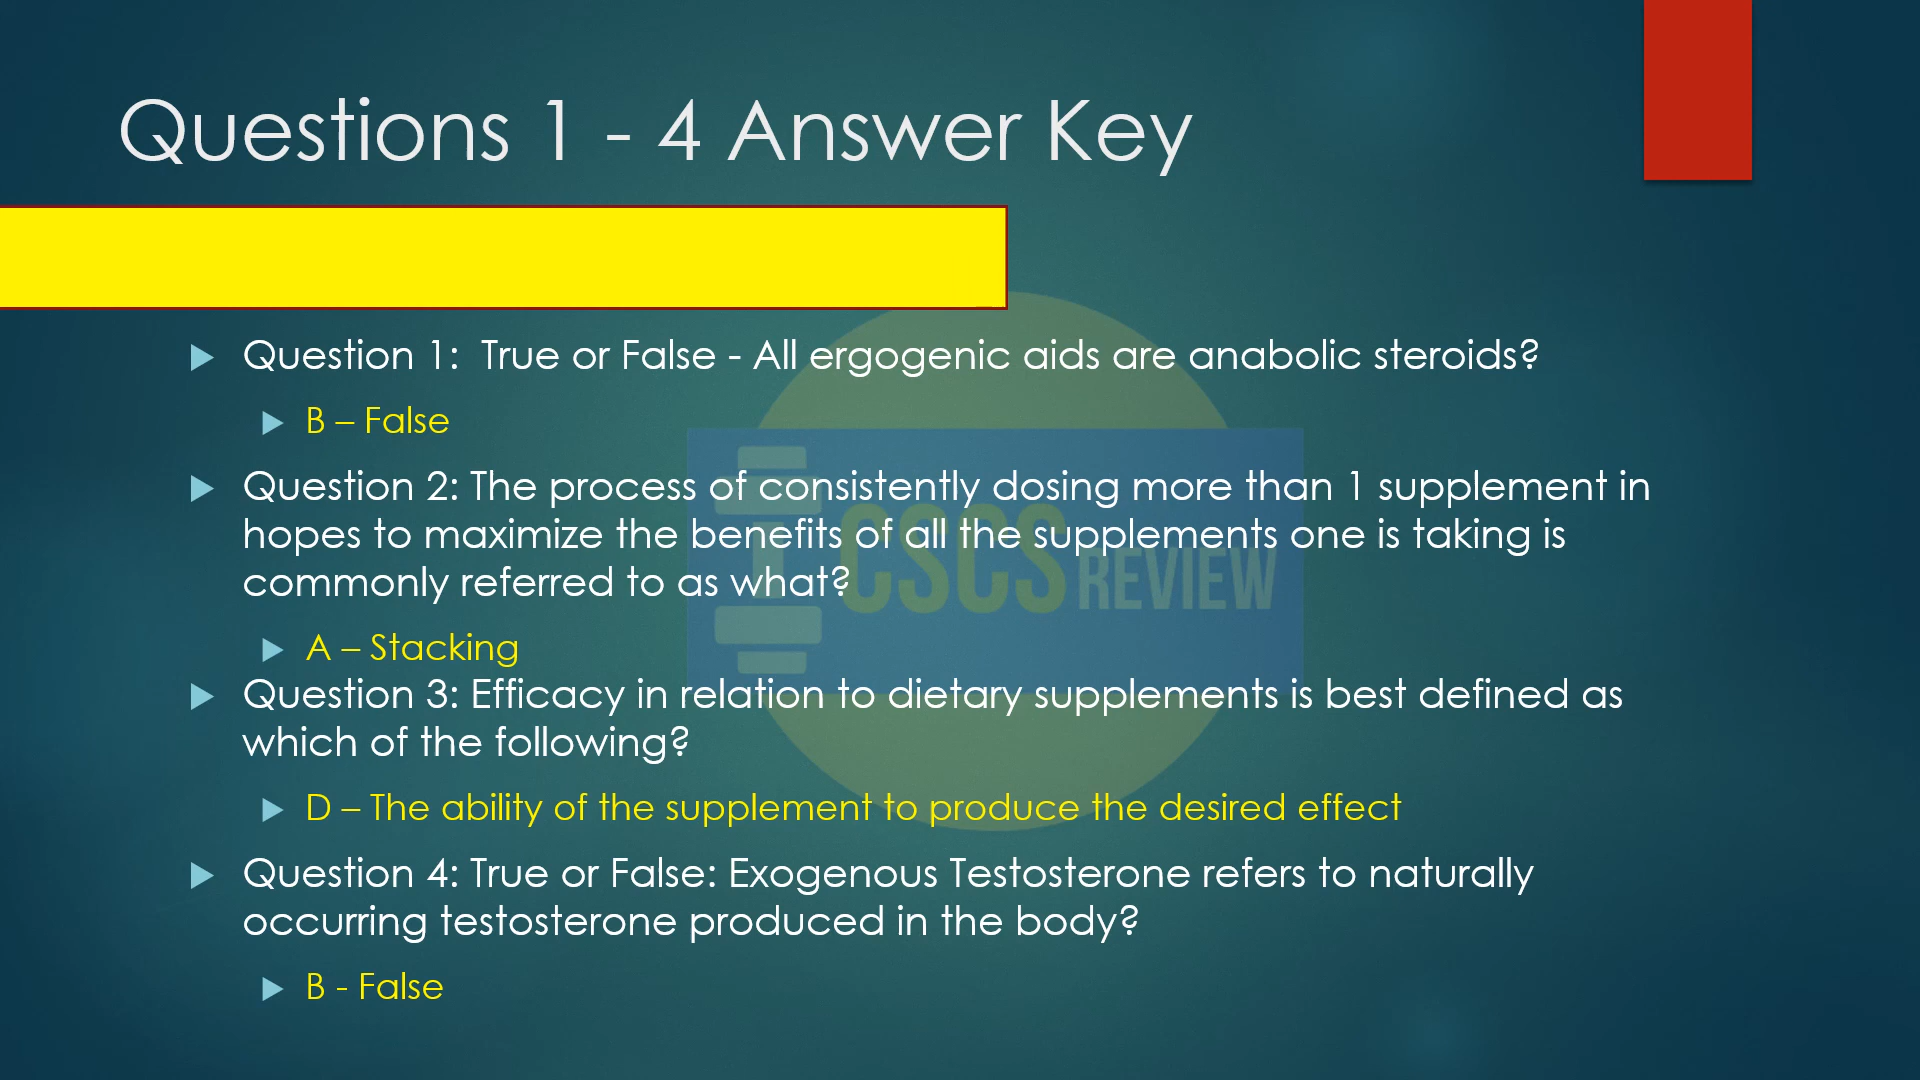 Questions 1 - 4 Answer Key
Question 1: True or False - All ergogenic aids are anabolic steroids?
B – False
Question 2: The process of consistently dosing more than 1 supplement in
hopes to maximize the benefits of all the supplements one is taking is
commonly referred to as what?
CSCS REVIEW
A – Stacking
Question 3: Efficacy in relation to dietary supplements is best defined as
which of the following?
D – The ability of the supplement to produce the desired effect
Question 4: True or False: Exogenous Testosterone refers to naturally
occurring testosterone produced in the body?
B - False